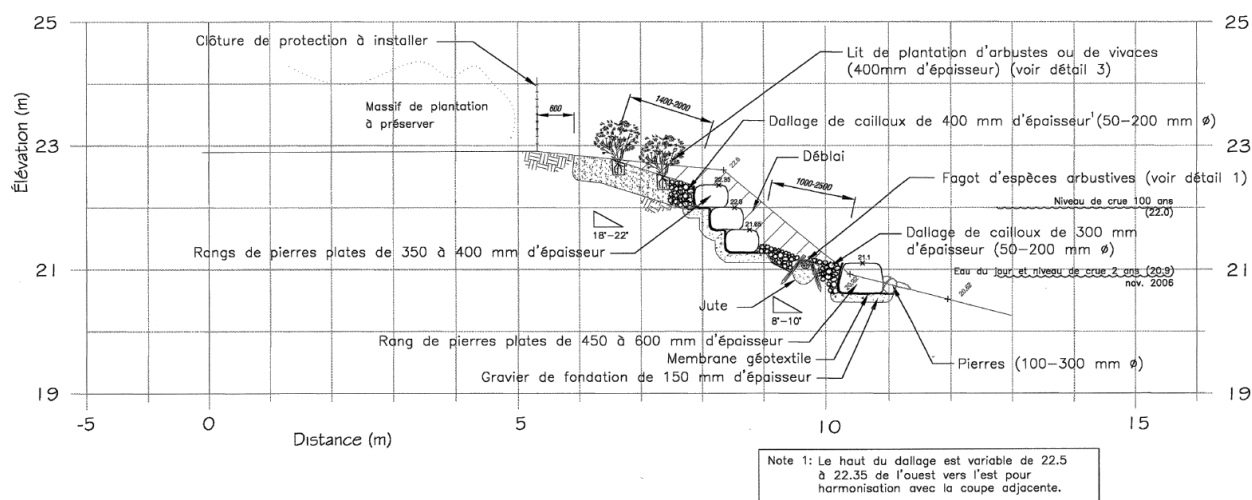 25
25
Clôture de protection à installer
Lit de plantation d'arbustes ou de vivaces
(400mm d'épaisseur) (voir détail 3)
Massif de plantation
à préserver
600
1400-2000
Dallage de cailloux de 400 mm d'épaisseur¹ (50-200 mm ø)
Élévation (m)
23
23
22.6
Déblai
Fagot d'espèces arbustives (voir détail 1)
1000-2500
22.35
Niveau de crue 100 ans
(22.0)
22.0
18°-22°
21.65
Dallage de cailloux de 300 mm
d'épaisseur (50-200 mm ø)
Rangs de pierres plates de 350 à 400 mm d'épaisseur
21
21
21.1
Eau du jour et niveau de crue 2 ans (20.9)
nov. 2006
20.52
Jute
8°-10°
Rang de pierres plates de 450 à 600 mm d'épaisseur
Membrane géotextile
Pierres (100-300 mm ø)
Gravier de fondation de 150 mm d'épaisseur
19
19
-5
0
5
10
15
Distance (m)
Note 1: Le haut du dallage est variable de 22.5
à 22.35 de l'ouest vers l'est pour
harmonisation avec la coupe adjacente.